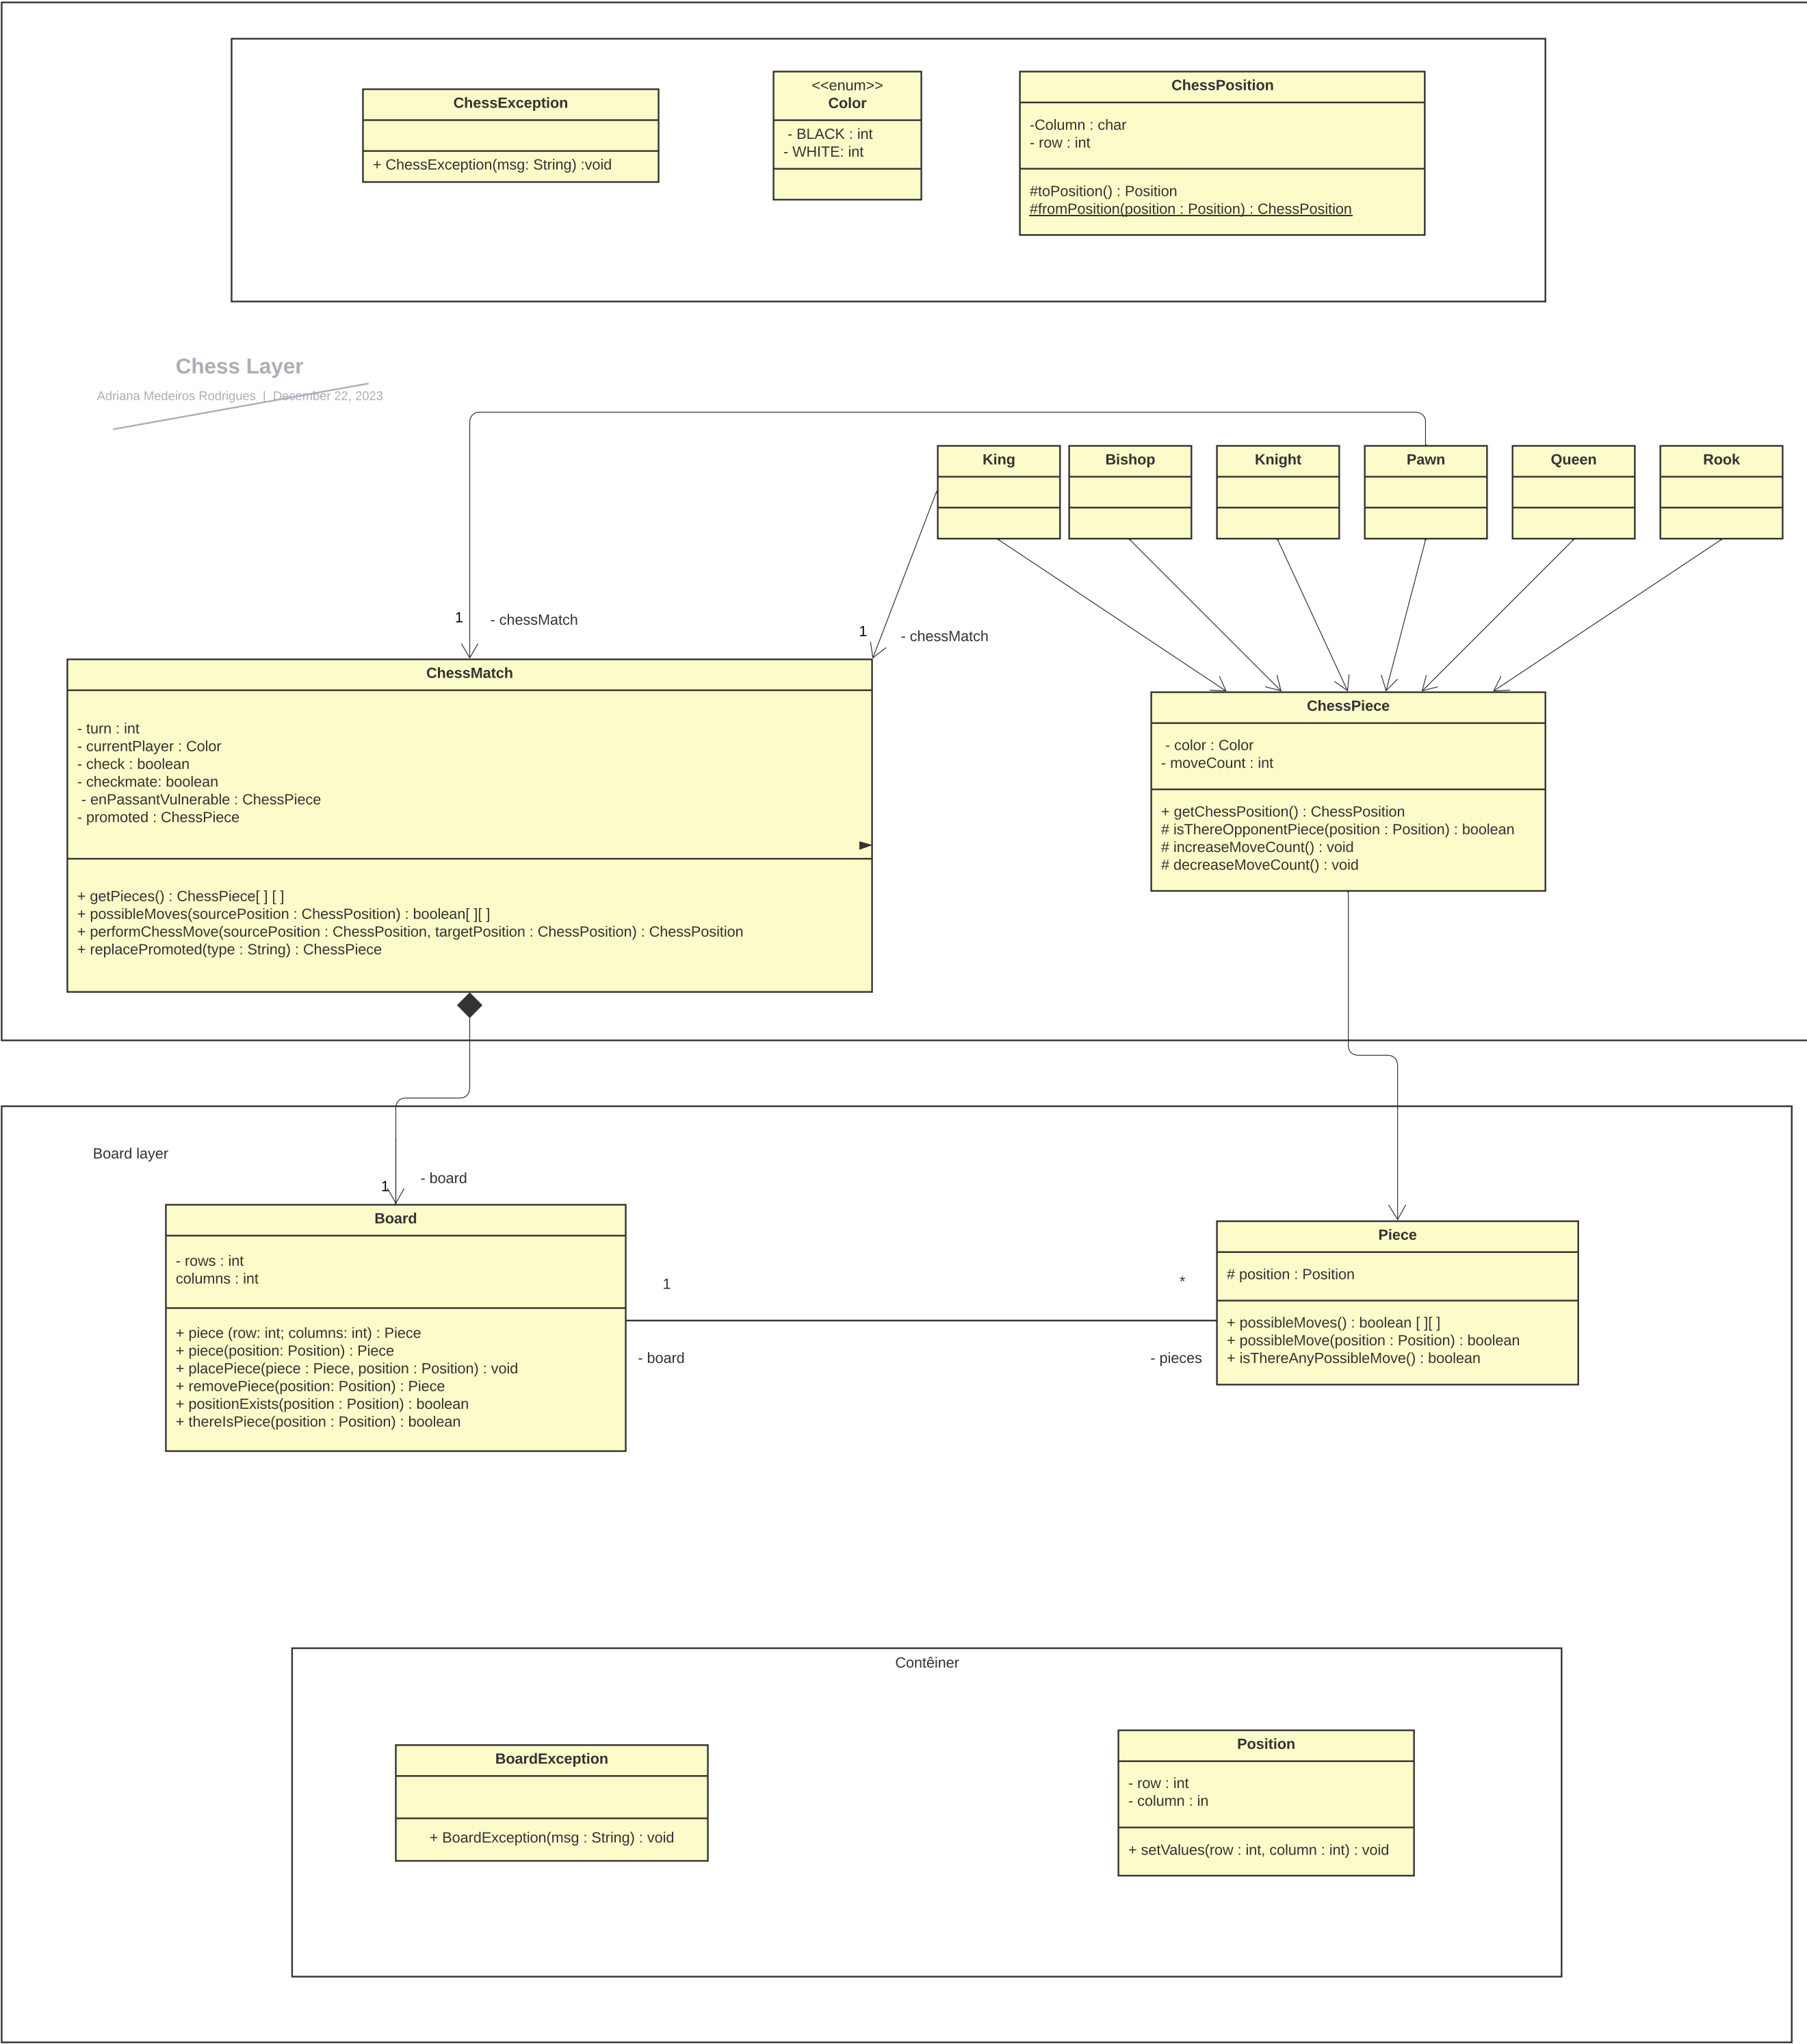 ChessException
+ ChessException(msg: String) :void
<<enum>>
Color
- BLACK : int
- WHITE: int
ChessPosition
-Column : char
- row : int
#toPosition() : Position
#fromPosition(position : Position) : ChessPosition
Chess Layer
Adriana Medeiros Rodrigues | December 22, 2023
King
Bishop
Knight
Pawn
Queen
Rook
1
- chessMatch
1
- chessMatch
ChessMatch
- turn : int
- currentPlayer : Color
- check : boolean
- checkmate: boolean
- enPassantVulnerable : ChessPiece
- promoted : ChessPiece
+ getPieces() : ChessPiece[ ] [ ]
+ possibleMoves(sourcePosition : ChessPosition) : boolean[ ][ ]
+ performChessMove(sourcePosition : ChessPosition, targetPosition : ChessPosition) : ChessPosition
+ replacePromoted(type : String) : ChessPiece
ChessPiece
- color : Color
- moveCount : int
+ getChessPosition() : ChessPosition
# isThereOpponentPiece(position : Position) : boolean
# increaseMoveCount() : void
# decreaseMoveCount() : void
Board layer
1
- board
Board
- rows : int
columns : int
+ piece (row: int; columns: int) : Piece
+ piece(position: Position) : Piece
+ placePiece(piece : Piece, position : Position) : void
+ removePiece(position: Position) : Piece
+ positionExists(position : Position) : boolean
+ thereIsPiece(position : Position) : boolean
1
*
- board
- pieces
Piece
# position : Position
+ possibleMoves() : boolean [ ][ ]
+ possibleMove(position : Position) : boolean
+ isThereAnyPossibleMove() : boolean
Contêiner
BoardException
+ BoardException(msg : String) : void
Position
- row : int
- column : in
+ setValues(row : int, column : int) : void